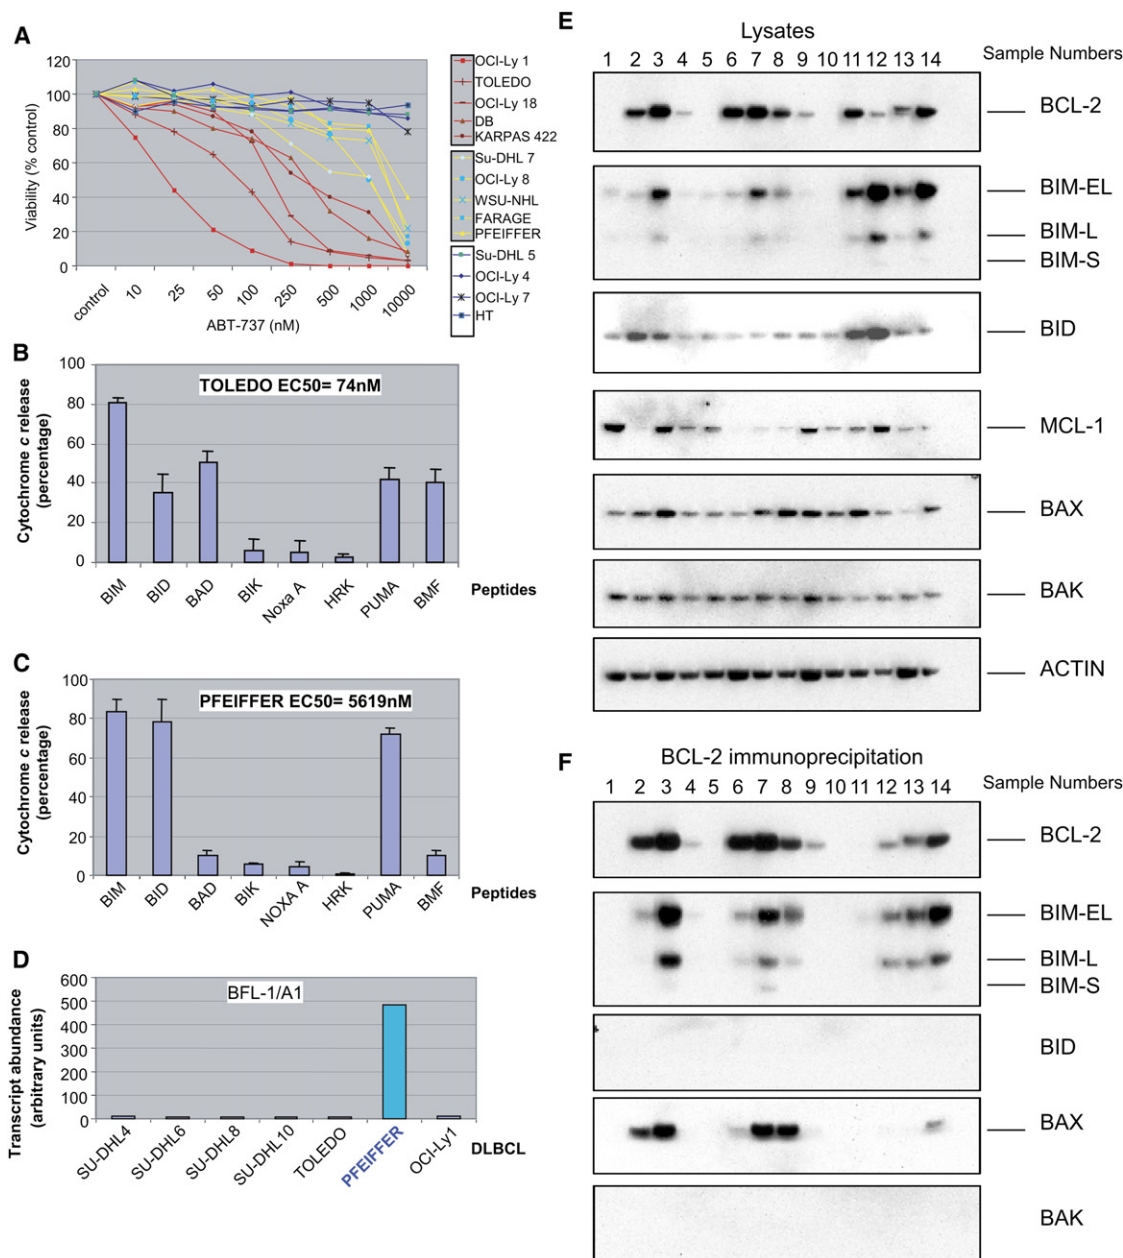 A
120
100
80
60
40
20
0
Viability (% control)
control
10
25
50
100
250
500
1000
10000
ABT-737 (nM)
OCI-Ly 1
TOLEDO
OCI-Ly 18
DB
KARPAS 422
Su-DHL 7
OCI-Ly 8
WSU-NHL
FARAGE
PFEIFFER
Su-DHL 5
OCI-Ly 4
OCI-Ly 7
HT
B
100
80
60
40
20
0
Cytochrome c release
(percentage)
TOLEDO EC50= 74nM
BIM
BID
BAD
BIK
Noxa A
HRK
PUMA
BMF
Peptides
C
100
80
60
40
20
0
Cytochrome c release
(percentage)
PFEIFFER EC50= 5619nM
BIM
BID
BAD
BIK
NOXA A
HRK
PUMA
BMF
Peptides
D
600
500
400
300
200
100
0
Transcript abundance
(arbitrary units)
BFL-1/A1
SU-DHL4
SU-DHL6
SU-DHL8
SU-DHL10
TOLEDO
PFEIFFER
OCI-Ly1
DLBCL
E
Lysates
1 2 3 4 5 6 7 8 9 10 11 12 13 14
Sample Numbers
BCL-2
BIM-EL
BIM-L
BIM-S
BID
MCL-1
BAX
BAK
ACTIN
F
BCL-2 immunoprecipitation
1 2 3 4 5 6 7 8 9 10 11 12 13 14
Sample Numbers
BCL-2
BIM-EL
BIM-L
BIM-S
BID
BAX
BAK